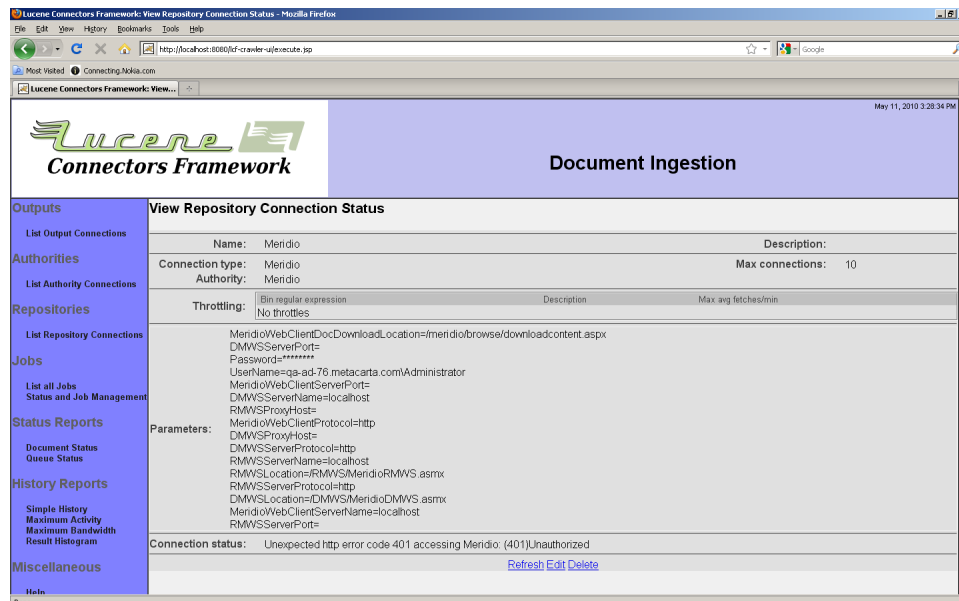 Lucene Connectors Framework: View Repository Connection Status - Mozilla Firefox
File Edit View History Bookmarks Tools Help
http://localhost:8080/lcf-crawler-ui/execute.jsp
Google
Most Visited Connecting.Nokia.com
Lucene Connectors Framework: View...
May 11, 2010 3:28:34 PM
Lucene
Connectors Framework
Document Ingestion
Outputs
List Output Connections
Authorities
List Authority Connections
Repositories
List Repository Connections
Jobs
List all Jobs
Status and Job Management
Status Reports
Document Status
Queue Status
History Reports
Simple History
Maximum Activity
Maximum Bandwidth
Result Histogram
Miscellaneous
Help
View Repository Connection Status
Name: Meridio Description:
Connection type: Meridio Max connections: 10
Authority: Meridio
Throttling:
Bin regular expression Description Max avg fetches/min
No throttles
Parameters:
MeridioWebClientDocDownloadLocation=/meridio/browse/downloadcontent.aspx
DMWSServerPort=
Password=********
UserName=qa-ad-76.metacarta.com\Administrator
MeridioWebClientServerPort=
DMWSServerName=localhost
RMWSProxyHost=
MeridioWebClientProtocol=http
DMWSProxyHost=
DMWSServerProtocol=http
RMWSServerName=localhost
RMWSLocation=/RMWS/MeridioRMWS.asmx
RMWSServerProtocol=http
DMWSLocation=/DMWS/MeridioDMWS.asmx
MeridioWebClientServerName=localhost
RMWSServerPort=
Connection status: Unexpected http error code 401 accessing Meridio: (401)Unauthorized
Refresh Edit Delete